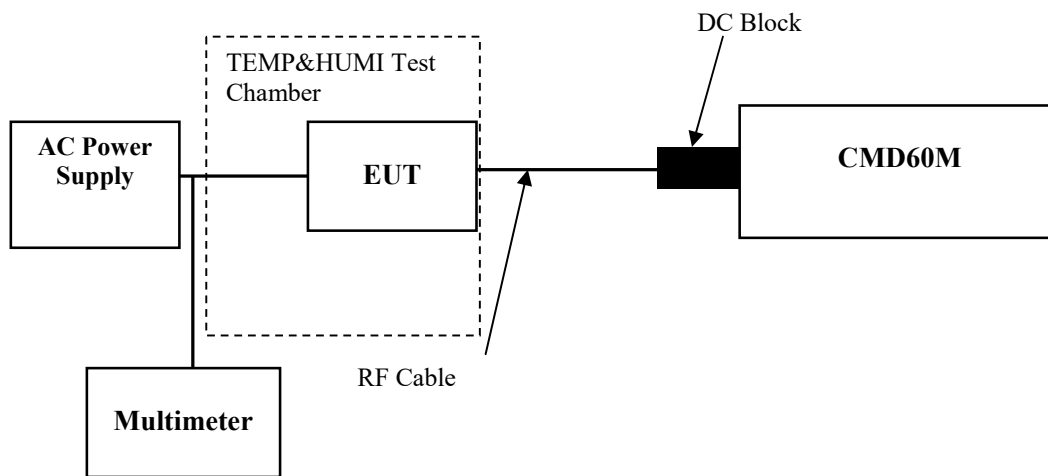 DC Block
TEMP&HUMI Test
Chamber
AC Power
Supply
EUT
CMD60M
RF Cable
Multimeter